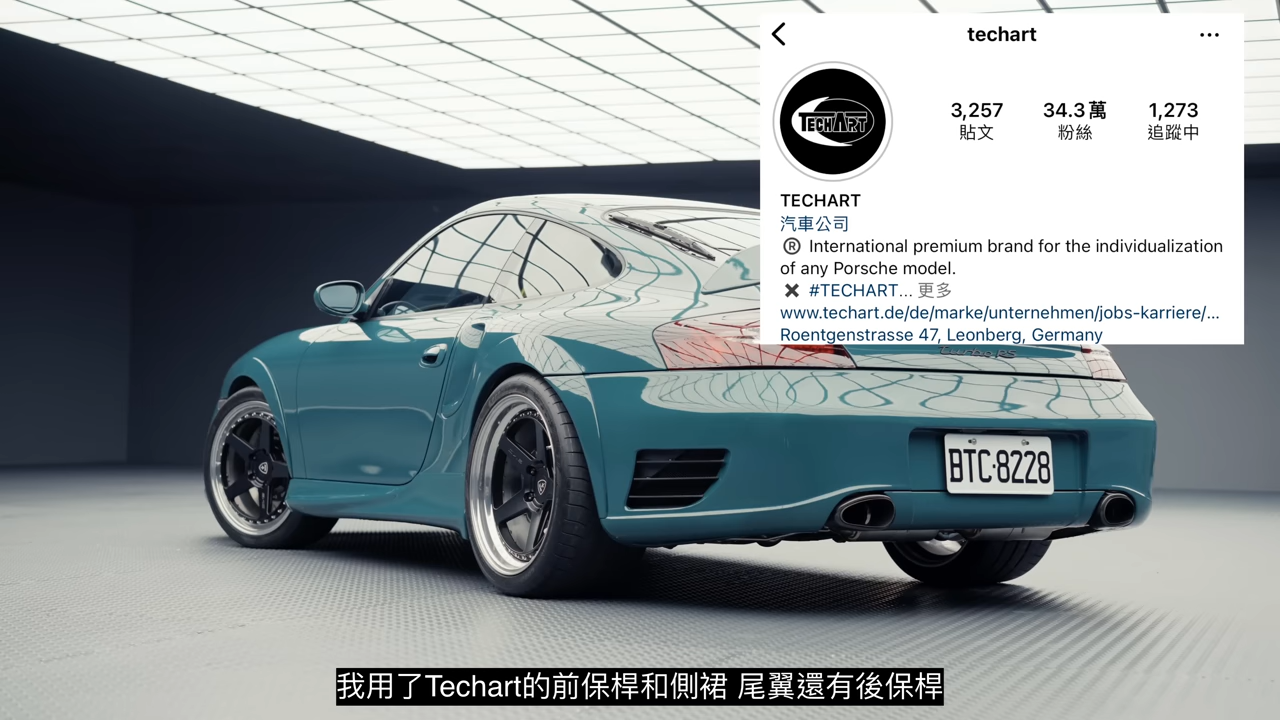 techart
TECHART
3,257
34.3萬
1,273
貼文
粉絲
追蹤中
TECHART
汽車公司
® International premium brand for the individualization
of any Porsche model.
✖ #TECHART... 更多
www.techart.de/de/marke/unternehmen/jobs-karriere/...
Roentgenstrasse 47, Leonberg, Germany
turbo S
BTC·8228
我用了Techart的前保桿和側裙 尾翼還有後保桿